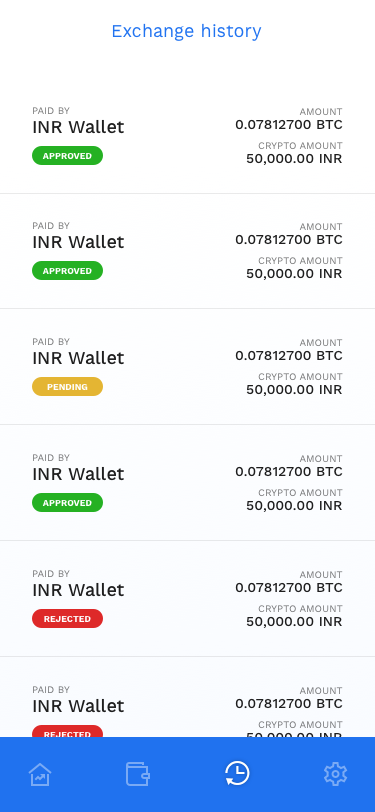 Exchange history
PAID BY
INR Wallet
APPROVED
AMOUNT
0.07812700 BTC
CRYPTO AMOUNT
50,000.00 INR
PAID BY
INR Wallet
APPROVED
AMOUNT
0.07812700 BTC
CRYPTO AMOUNT
50,000.00 INR
PAID BY
INR Wallet
PENDING
AMOUNT
0.07812700 BTC
CRYPTO AMOUNT
50,000.00 INR
PAID BY
INR Wallet
APPROVED
AMOUNT
0.07812700 BTC
CRYPTO AMOUNT
50,000.00 INR
PAID BY
INR Wallet
REJECTED
AMOUNT
0.07812700 BTC
CRYPTO AMOUNT
50,000.00 INR
PAID BY
INR Wallet
REJECTED
AMOUNT
0.07812700 BTC
CRYPTO AMOUNT
50,000.00 INR